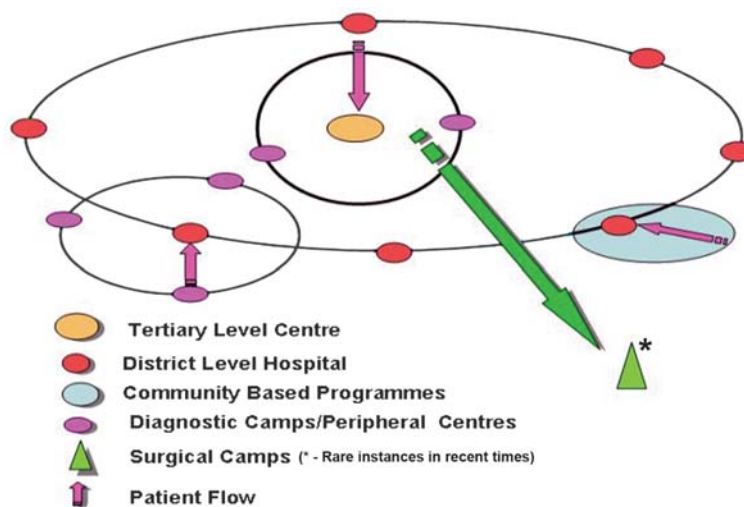 *
Tertiary Level Centre
District Level Hospital
Community Based Programmes
Diagnostic Camps/Peripheral Centres
Surgical Camps (* - Rare instances in recent times)
Patient Flow